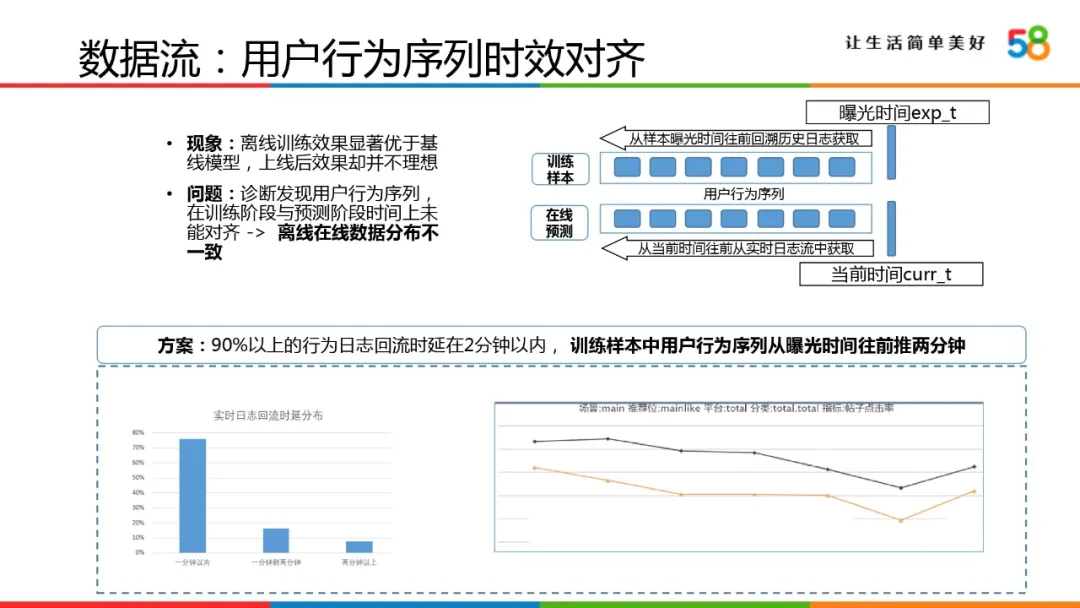 数据流：用户行为序列时效对齐
让生活简单美好
58
• 现象：离线训练效果显著优于基
线模型，上线后效果却并不理想
• 问题：诊断发现用户行为序列，
在训练阶段与预测阶段时间上未
能对齐 -> 离线在线数据分布不
一致
曝光时间exp_t
从样本曝光时间往前回溯历史日志获取
训练
样本
用户行为序列
在线
预测
从当前时间往前从实时日志流中获取
当前时间curr_t
方案：90%以上的行为日志回流时延在2分钟以内，训练样本中用户行为序列从曝光时间往前推两分钟
实时日志回流时延分布
80%
70%
60%
50%
40%
30%
20%
10%
0%
一分钟以内
一分钟到两分钟
两分钟以上
场景:main 推荐位:mainlike 平台:total 分类:total,total 指标:帖子点击率